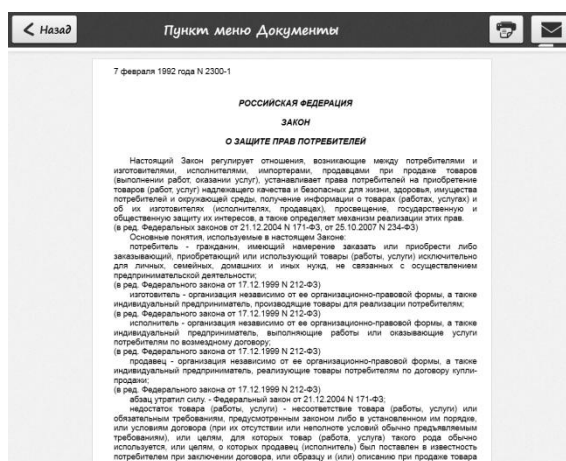 Назад
Пункт меню Документы
7 февраля 1992 года N 2300-1
РОССИЙСКАЯ ФЕДЕРАЦИЯ
ЗАКОН
О ЗАЩИТЕ ПРАВ ПОТРЕБИТЕЛЕЙ
Настоящий Закон регулирует отношения, возникающие между потребителями и
изготовителями, исполнителями, импортерами, продавцами при продаже товаров
(выполнении работ, оказании услуг), устанавливает права потребителей на приобретение
товаров (работ, услуг) надлежащего качества и безопасных для жизни, здоровья, имущества
потребителей и окружающей среды, получение информации о товарах (работах, услугах) и
об их изготовителях (исполнителях, продавцах), просвещение, государственную и
общественную защиту их интересов, а также определяет механизм реализации этих прав.
(в ред. Федеральных законов от 21.12.2004 N 171-ФЗ, от 25.10.2007 N 234-ФЗ)
Основные понятия, используемые в настоящем Законе:
потребитель - гражданин, имеющий намерение заказать или приобрести либо
заказывающий, приобретающий или использующий товары (работы, услуги) исключительно
для личных, семейных, домашних и иных нужд, не связанных с осуществлением
предпринимательской деятельности;
(в ред. Федерального закона от 17.12.1999 N 212-ФЗ)
изготовитель - организация независимо от ее организационно-правовой формы, а также
индивидуальный предприниматель, производящие товары для реализации потребителям;
(в ред. Федерального закона от 17.12.1999 N 212-ФЗ)
исполнитель - организация независимо от ее организационно-правовой формы, а также
индивидуальный предприниматель, выполняющие работы или оказывающие услуги
потребителям по возмездному договору;
(в ред. Федерального закона от 17.12.1999 N 212-ФЗ)
продавец - организация независимо от ее организационно-правовой формы, а также
индивидуальный предприниматель, реализующие товары потребителям по договору купли-
продажи;
(в ред. Федерального закона от 17.12.1999 N 212-ФЗ)
абзац утратил силу. - Федеральный закон от 21.12.2004 N 171-ФЗ;
недостаток товара (работы, услуги) - несоответствие товара (работы, услуги) или
обязательным требованиям, предусмотренным законом либо в установленном им порядке,
или условиям договора (при их отсутствии или неполноте условий обычно предъявляемым
требованиям), или целям, для которых товар (работа, услуга) такого рода обычно
используется, или целям, о которых продавец (исполнитель) был поставлен в известность
потребителем при заключении договора, или образцу и (или) описанию при продаже товара